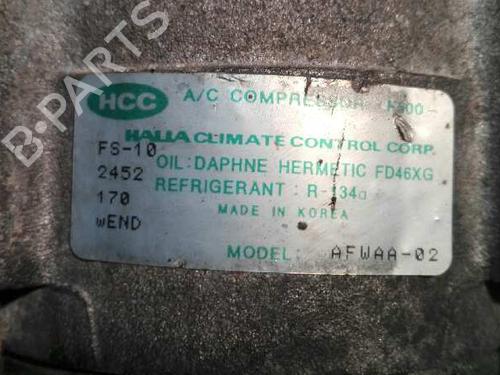 B-PARTS
HCC A/C COMPRESSOR
HALLA CLIMATE CONTROL CORP.
FS-10 OIL: DAPHNE HERMETIC FD46XG
2452 REFRIGERANT : R-134a
170 MADE IN KOREA
wEND
MODEL: AFWAA-02